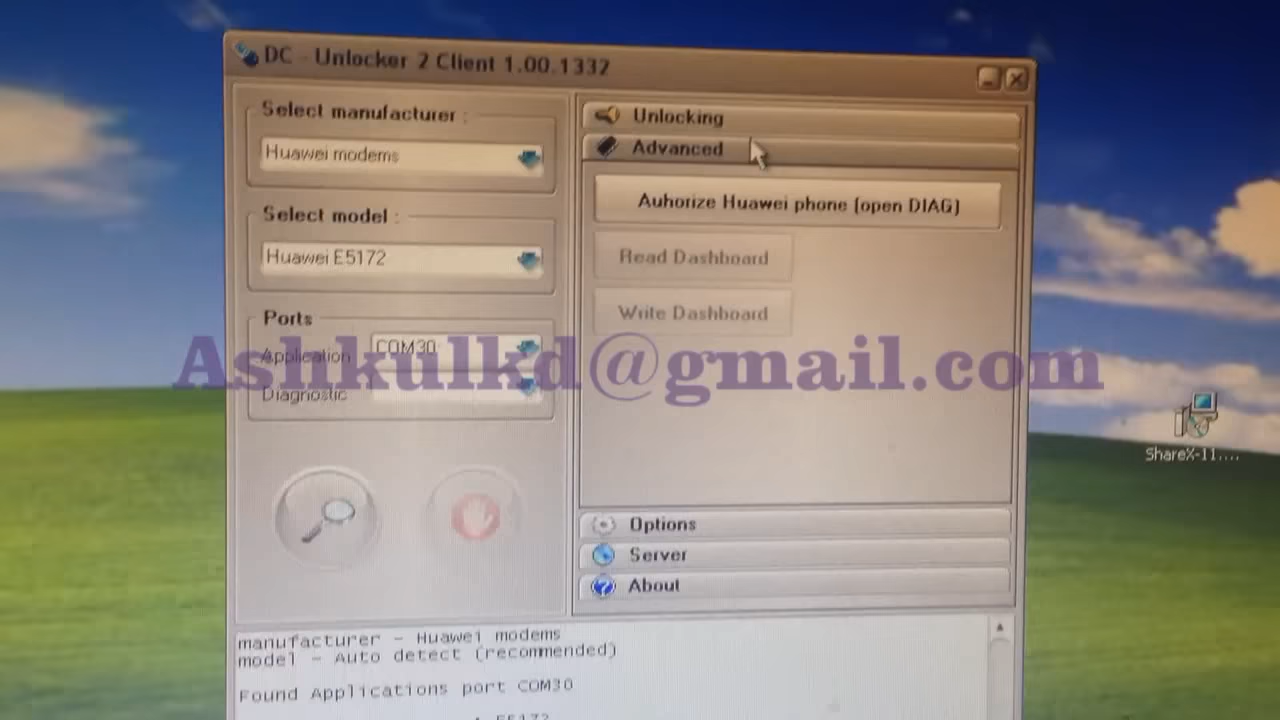 DC - Unlocker 2 Client 1.00.1332
Select manufacturer :
Huawei modems
Select model :
Huawei E5172
Ports
Application
COM30
Diagnostic
Unlocking
Advanced
Auhorize Huawei phone (open DIAG)
Read Dashboard
Write Dashboard
Options
Server
About
Ashkulkd@gmail.com
ShareX-11....
manufacturer - Huawei modems
model - Auto detect (recommended)
Found Applications port COM30
E5172